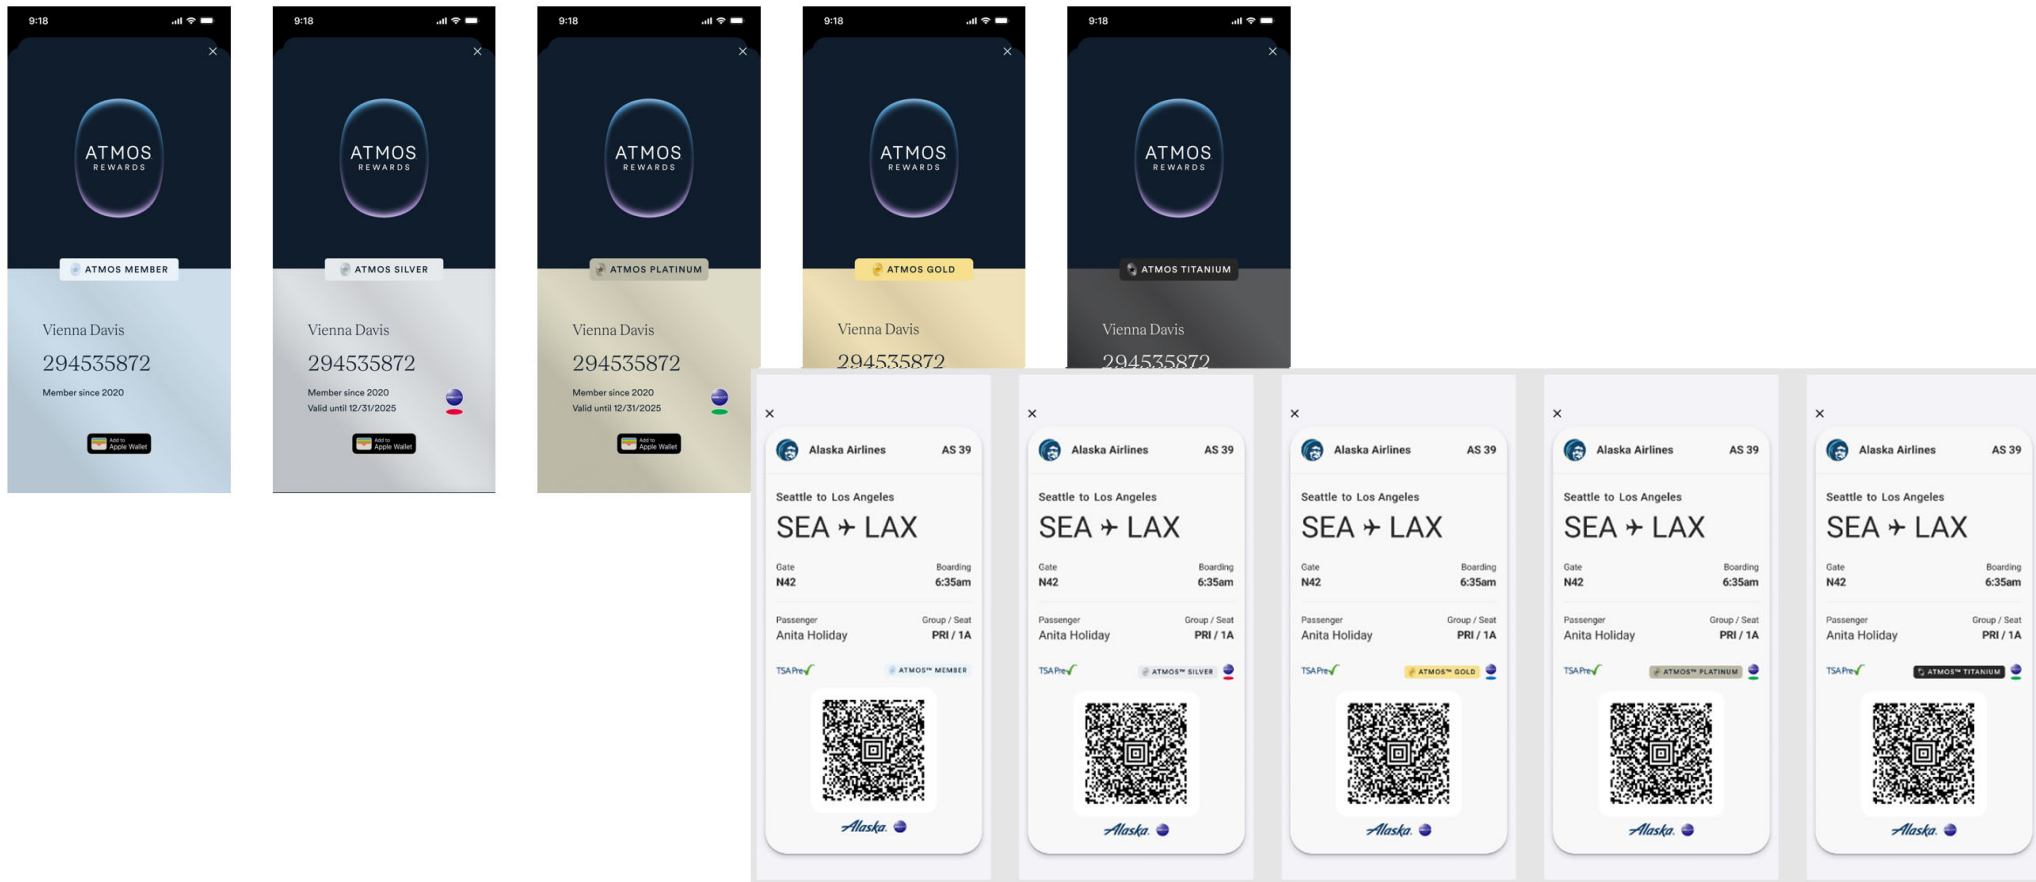 9:18
ATMOS
REWARDS
ATMOS MEMBER
Vienna Davis
294535872
Member since 2020
Add to
Apple Wallet
9:18
ATMOS
REWARDS
ATMOS SILVER
Vienna Davis
294535872
Member since 2020
Valid until 12/31/2025
Add to
Apple Wallet
9:18
ATMOS
REWARDS
ATMOS PLATINUM
Vienna Davis
294535872
Member since 2020
Valid until 12/31/2025
Add to
Apple Wallet
9:18
ATMOS
REWARDS
ATMOS GOLD
Vienna Davis
294535872
9:18
ATMOS
REWARDS
ATMOS TITANIUM
Vienna Davis
294535872
Alaska Airlines AS 39
Seattle to Los Angeles
SEA LAX
Gate Boarding
N42 6:35am
Passenger Group / Seat
Anita Holiday PRI / 1A
TSA Pre ATMOS™ MEMBER
Alaska
Alaska Airlines AS 39
Seattle to Los Angeles
SEA LAX
Gate Boarding
N42 6:35am
Passenger Group / Seat
Anita Holiday PRI / 1A
TSA Pre ATMOS™ SILVER
Alaska
Alaska Airlines AS 39
Seattle to Los Angeles
SEA LAX
Gate Boarding
N42 6:35am
Passenger Group / Seat
Anita Holiday PRI / 1A
TSA Pre ATMOS™ GOLD
Alaska
Alaska Airlines AS 39
Seattle to Los Angeles
SEA LAX
Gate Boarding
N42 6:35am
Passenger Group / Seat
Anita Holiday PRI / 1A
TSA Pre ATMOS™ PLATINUM
Alaska
Alaska Airlines AS 39
Seattle to Los Angeles
SEA LAX
Gate Boarding
N42 6:35am
Passenger Group / Seat
Anita Holiday PRI / 1A
TSA Pre ATMOS™ TITANIUM
Alaska